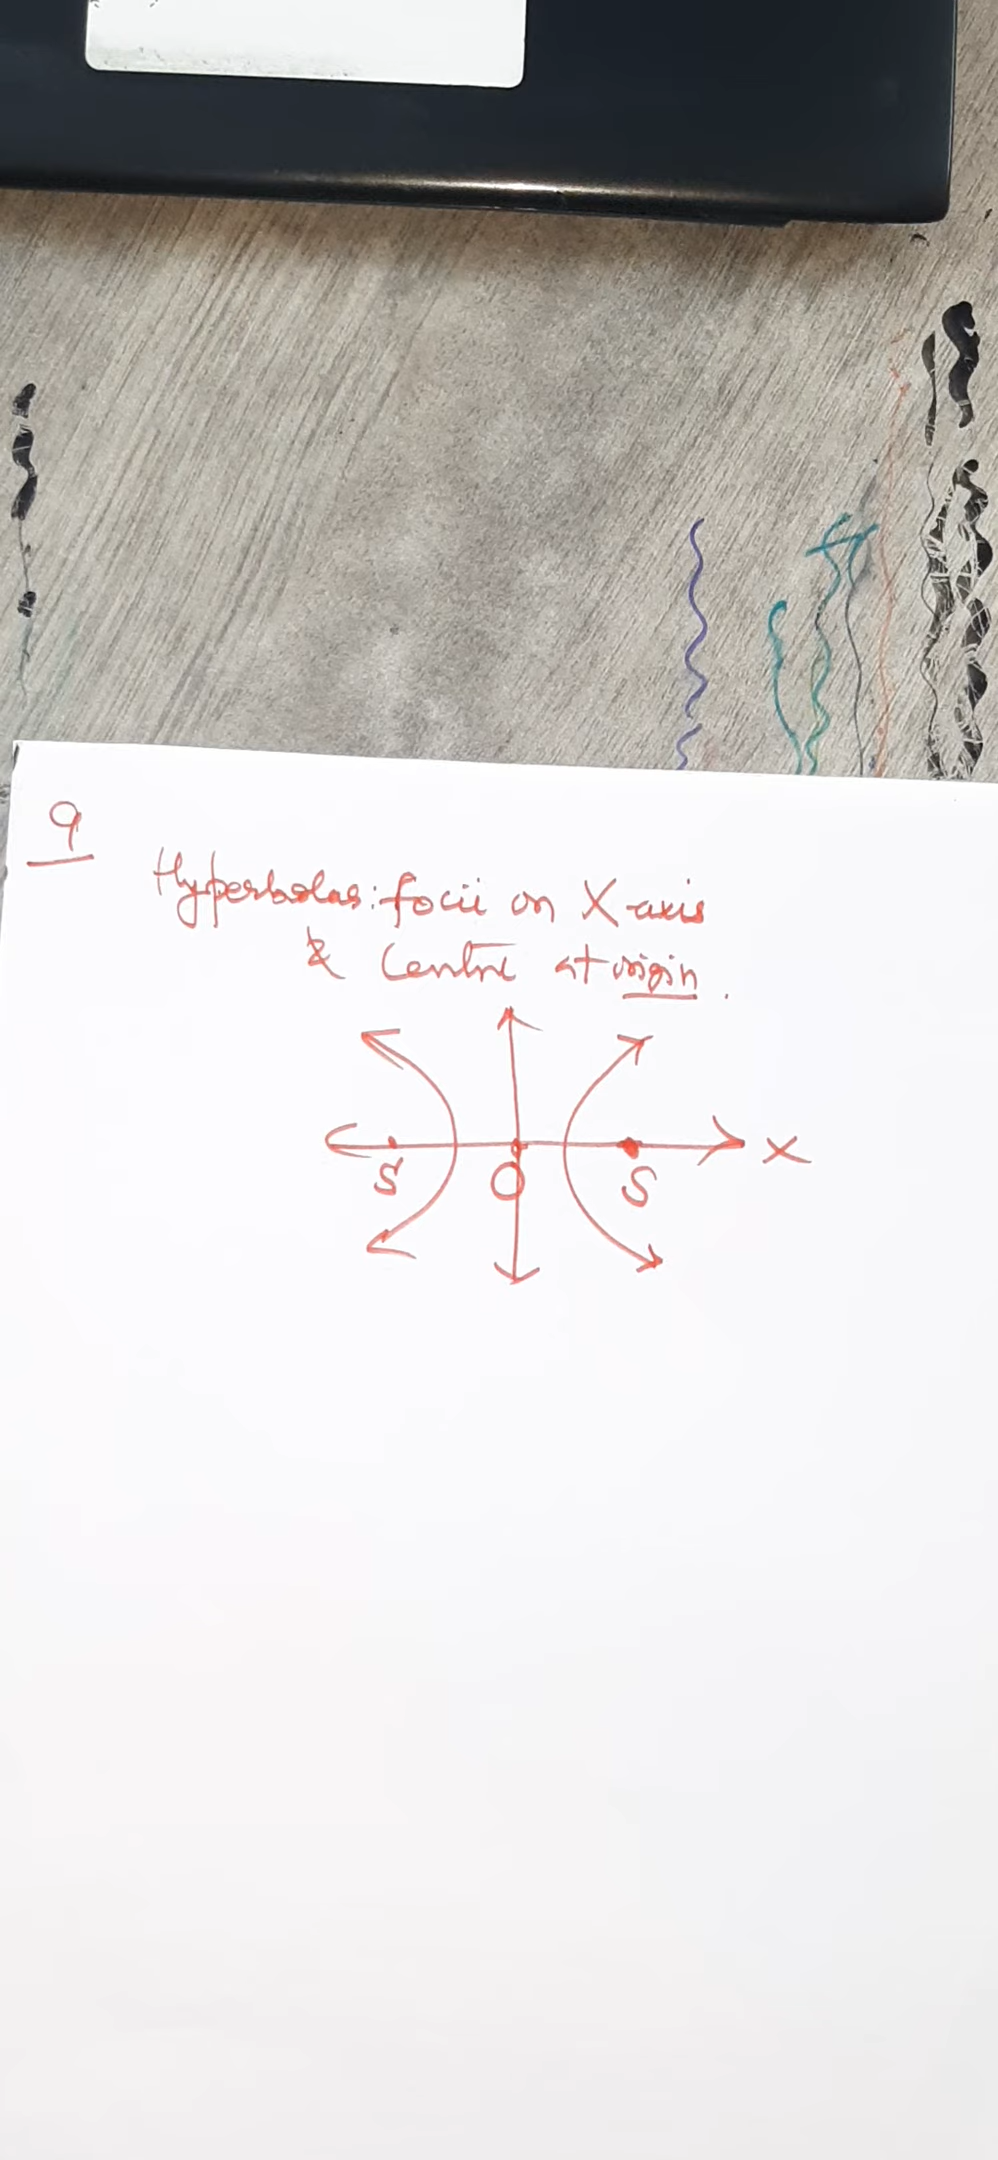 9
Hyperbolas: focii on X-axis
& Centre at origin.
S O S X